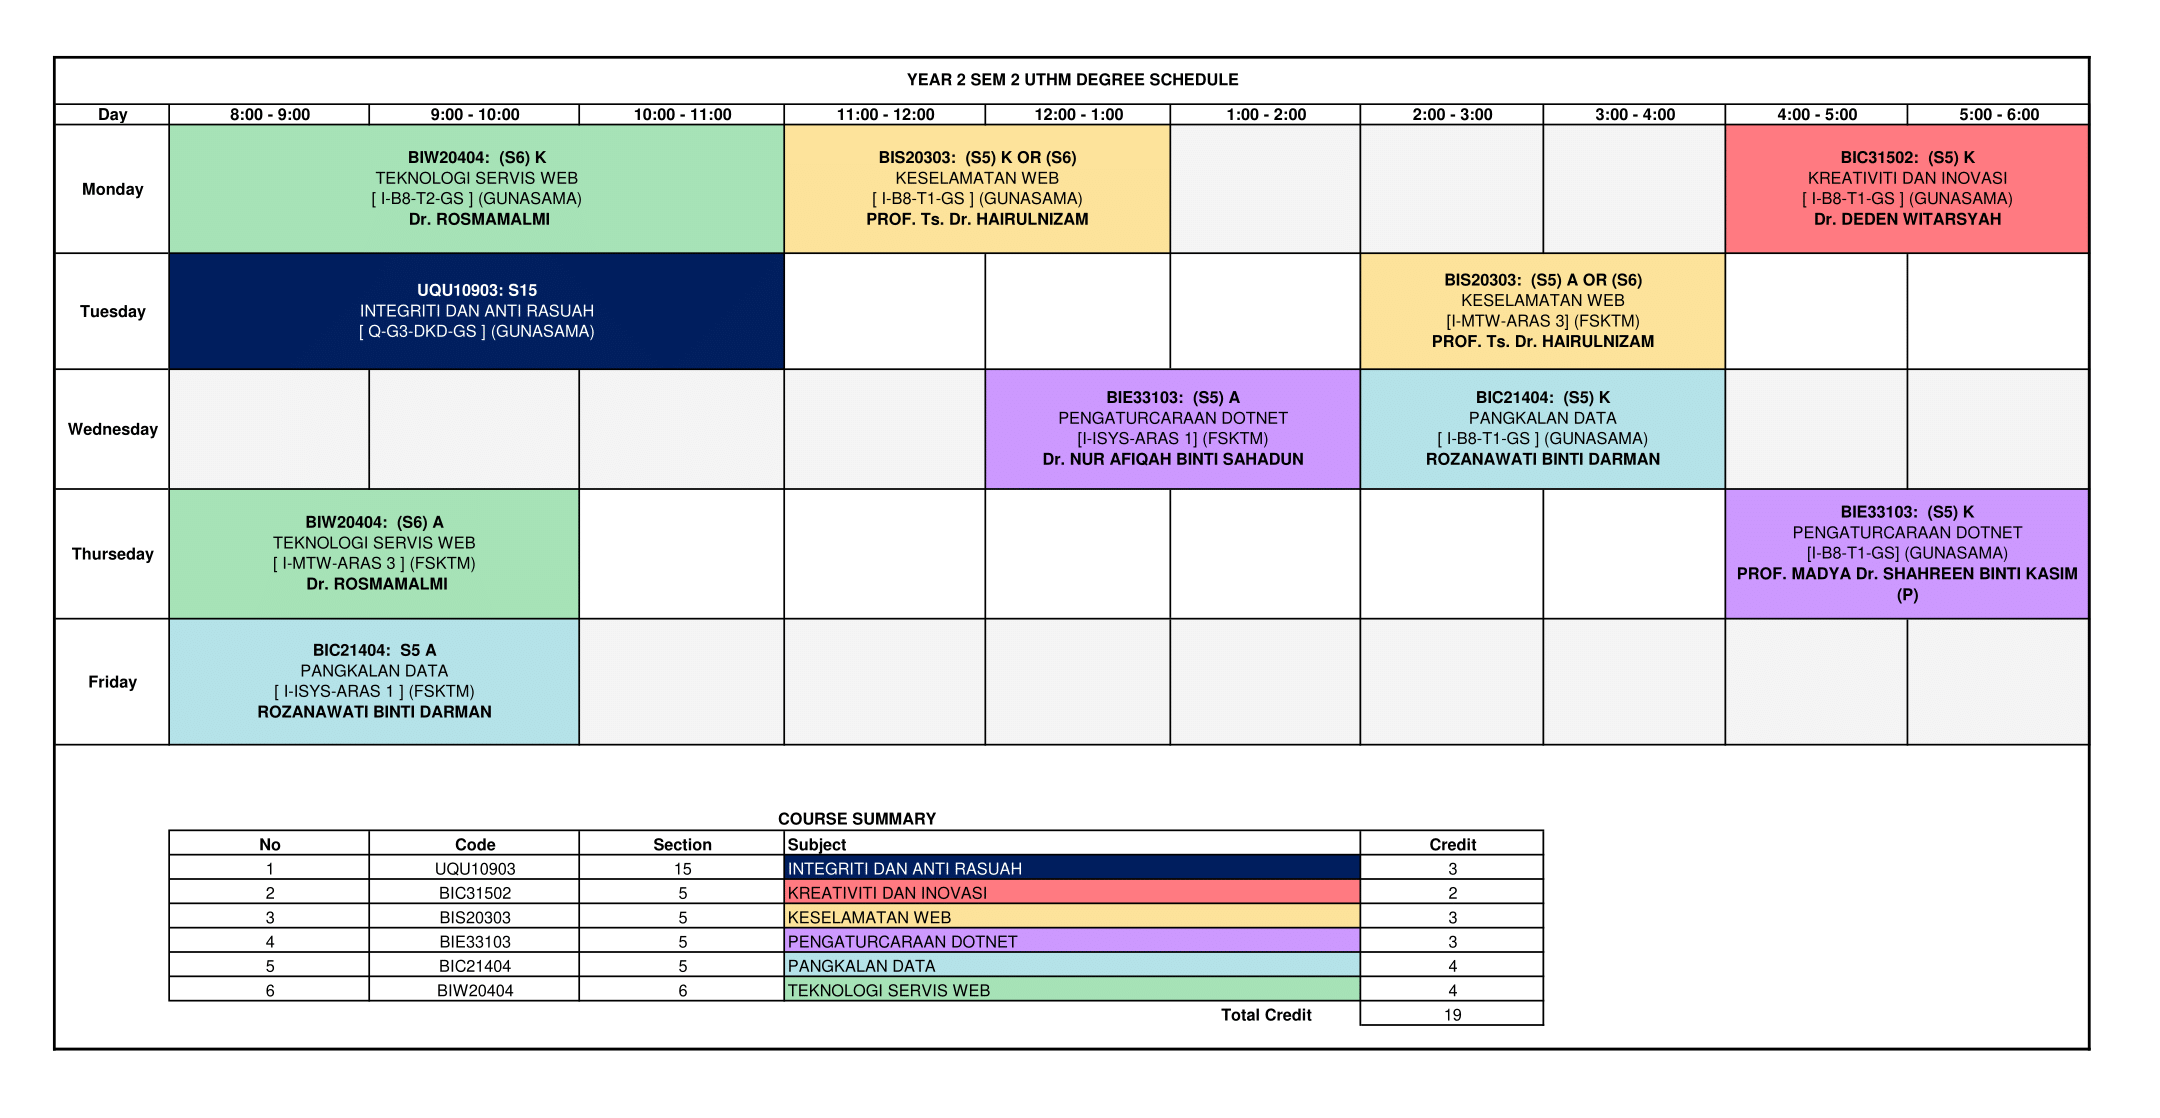 YEAR 2 SEM 2 UTHM DEGREE SCHEDULE
Day 8:00 - 9:00 9:00 - 10:00 10:00 - 11:00 11:00 - 12:00 12:00 - 1:00 1:00 - 2:00 2:00 - 3:00 3:00 - 4:00 4:00 - 5:00 5:00 - 6:00
Monday
BIW20404: (S6) K
TEKNOLOGI SERVIS WEB
[ I-B8-T2-GS ] (GUNASAMA)
Dr. ROSMAMALMI
BIS20303: (S5) K OR (S6)
KESELAMATAN WEB
[ I-B8-T1-GS ] (GUNASAMA)
PROF. Ts. Dr. HAIRULNIZAM
BIC31502: (S5) K
KREATIVITI DAN INOVASI
[ I-B8-T1-GS ] (GUNASAMA)
Dr. DEDEN WITARSYAH
Tuesday
UQU10903: S15
INTEGRITI DAN ANTI RASUAH
[ Q-G3-DKD-GS ] (GUNASAMA)
BIS20303: (S5) A OR (S6)
KESELAMATAN WEB
[I-MTW-ARAS 3] (FSKTM)
PROF. Ts. Dr. HAIRULNIZAM
Wednesday
BIE33103: (S5) A
PENGATURCARAAN DOTNET
[I-ISYS-ARAS 1] (FSKTM)
Dr. NUR AFIQAH BINTI SAHADUN
BIC21404: (S5) K
PANGKALAN DATA
[ I-B8-T1-GS ] (GUNASAMA)
ROZANAWATI BINTI DARMAN
Thurseday
BIW20404: (S6) A
TEKNOLOGI SERVIS WEB
[ I-MTW-ARAS 3 ] (FSKTM)
Dr. ROSMAMALMI
BIE33103: (S5) K
PENGATURCARAAN DOTNET
[I-B8-T1-GS] (GUNASAMA)
PROF. MADYA Dr. SHAHREEN BINTI KASIM
(P)
Friday
BIC21404: S5 A
PANGKALAN DATA
[ I-ISYS-ARAS 1 ] (FSKTM)
ROZANAWATI BINTI DARMAN
COURSE SUMMARY
No Code Section Subject Credit
1 UQU10903 15 INTEGRITI DAN ANTI RASUAH 3
2 BIC31502 5 KREATIVITI DAN INOVASI 2
3 BIS20303 5 KESELAMATAN WEB 3
4 BIE33103 5 PENGATURCARAAN DOTNET 3
5 BIC21404 5 PANGKALAN DATA 4
6 BIW20404 6 TEKNOLOGI SERVIS WEB 4
Total Credit 19